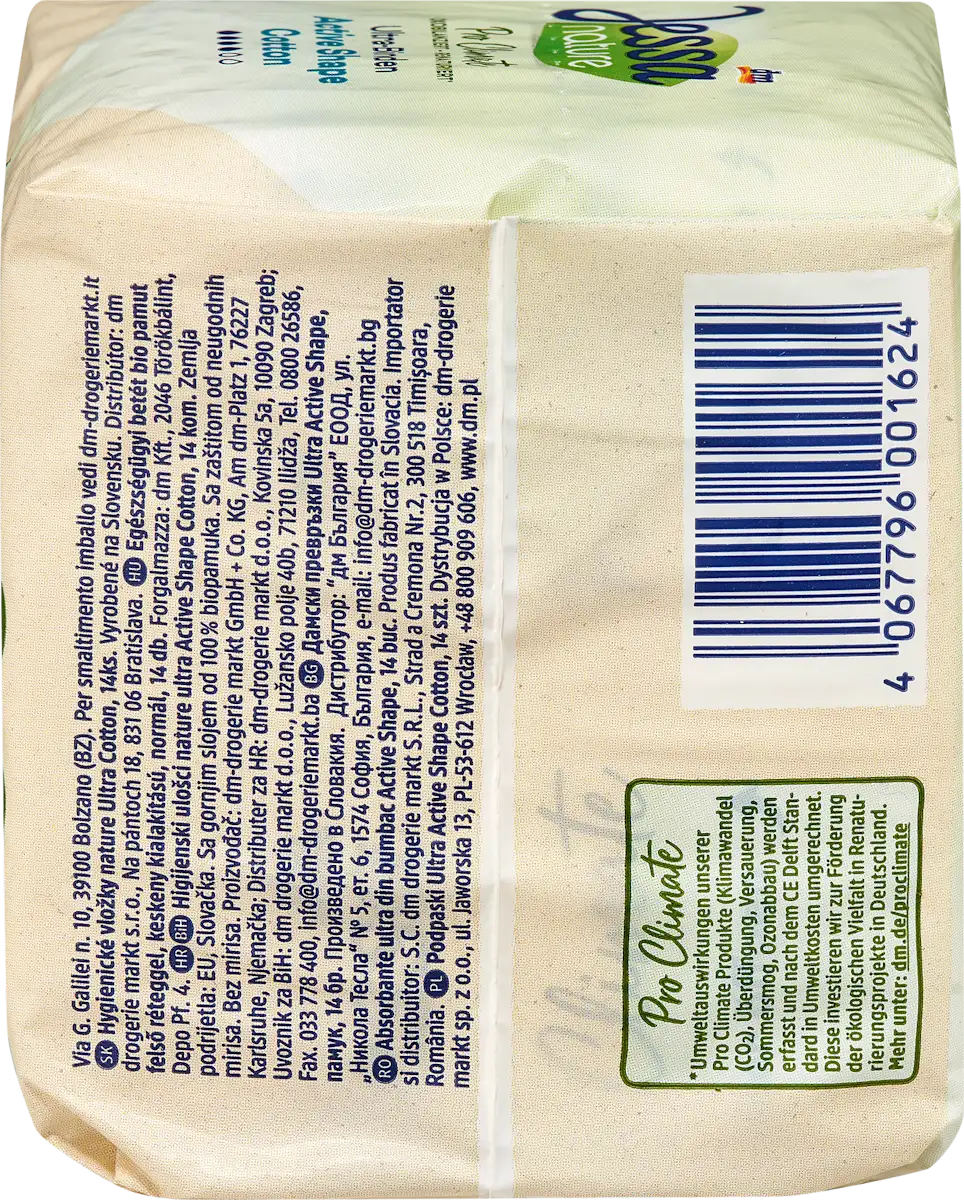 Jessa
nature
dm
Pro Climate
UMWELTNEUTRALISIERT*
Ultra-Binden
Active Shape
Cotton
Via G. Galilei n. 10, 39100 Bolzano (BZ). Per smaltimento imballo vedi dm-drogeriemarkt.it
SK Hygienické vložky nature Ultra Cotton, 14ks. Vyrobené na Slovensku. Distribútor: dm
drogerie markt s.r.o., Na pántoch 18, 831 06 Bratislava. HU Egészségügyi betét bio pamut
felső réteggel, keskeny kialakítású, normál, 14 db. Forgalmazza: dm Kft., 2046 Törökbálint,
Depo Pf. 4. HR BiH Higijenski ulošci nature ultra Active Shape Cotton, 14 kom. Zemlja
podrijetla: EU, Slovačka. Sa gornjim slojem od 100% biopamuka. Sa zaštitom od neugodnih
mirisa. Bez mirisa. Proizvođač: dm-drogerie markt GmbH + Co. KG, Am dm-Platz 1, 76227
Karlsruhe, Njemačka; Distributer za HR: dm-drogerie markt d.o.o., Kovinska 5a, 10090 Zagreb;
Uvoznik za BiH: dm drogerie markt d.o.o., Lužansko polje 40b, 71210 Ilidža, Tel. 0800 26586,
Fax. 033 778 400, info@dm-drogeriemarkt.ba BG Дамски превръзки Ultra Active Shape,
памук, 14 бр. Произведено в Словакия. Дистрибутор: "дм България" ЕООД, ул.
„Никола Тесла" № 5, ет. 6, 1574 София, България, e-mail: info@dm-drogeriemarkt.bg
RO Absorbante ultra din bumbac Active Shape, 14 buc. Produs fabricat în Slovacia. Importator
si distribuitor: S.C. dm drogerie markt S.R.L., Strad a Cremona Nr.2, 300 518 Timișoara,
România. PL Podpaski Ultra Active Shape Cotton, 14 szt. Dystrybucja w Polsce: dm-drogerie
markt sp. z o.o., ul. Jaworska 13, PL-53-612 Wrocław, +48 800 909 606, www.dm.pl
4 067796 001624
Pro Climate
*Umweltauswirkungen unserer
Pro Climate Produkte (Klimawandel
(CO2), Überdüngung, Versauerung,
Sommersmog, Ozonabbau) werden
erfasst und nach dem CE Delft Stan-
dard in Umweltkosten umgerechnet.
Diese investieren wir zur Förderung
der ökologischen Vielfalt in Renatu-
rierungsprojekte in Deutschland.
Mehr unter: dm.de/proclimate